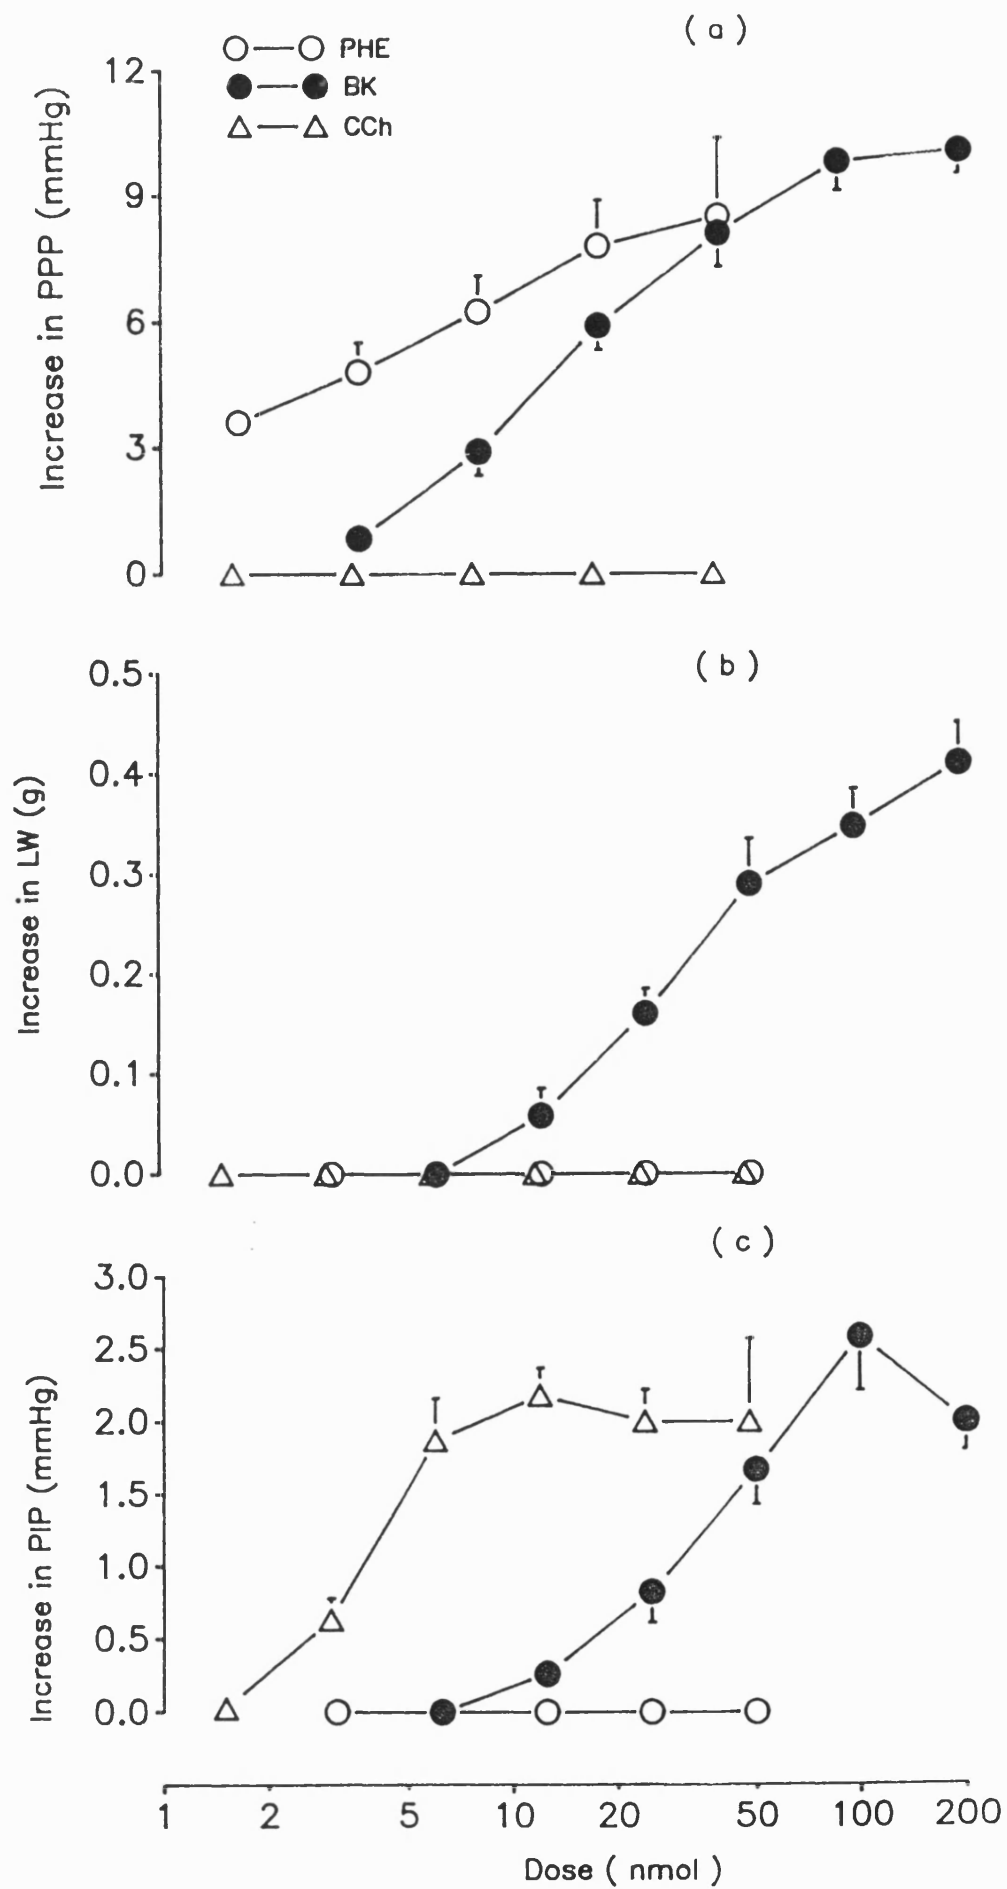 ( a )
PHE
BK
CCh
12
9
6
3
0
Increase in PPP (mmHg)
( b )
0.5
0.4
0.3
0.2
0.1
0.0
Increase in LW (g)
( c )
3.0
2.5
2.0
1.5
1.0
0.5
0.0
Increase in PIP (mmHg)
1 2 5 10 20 50 100 200
Dose ( nmol )